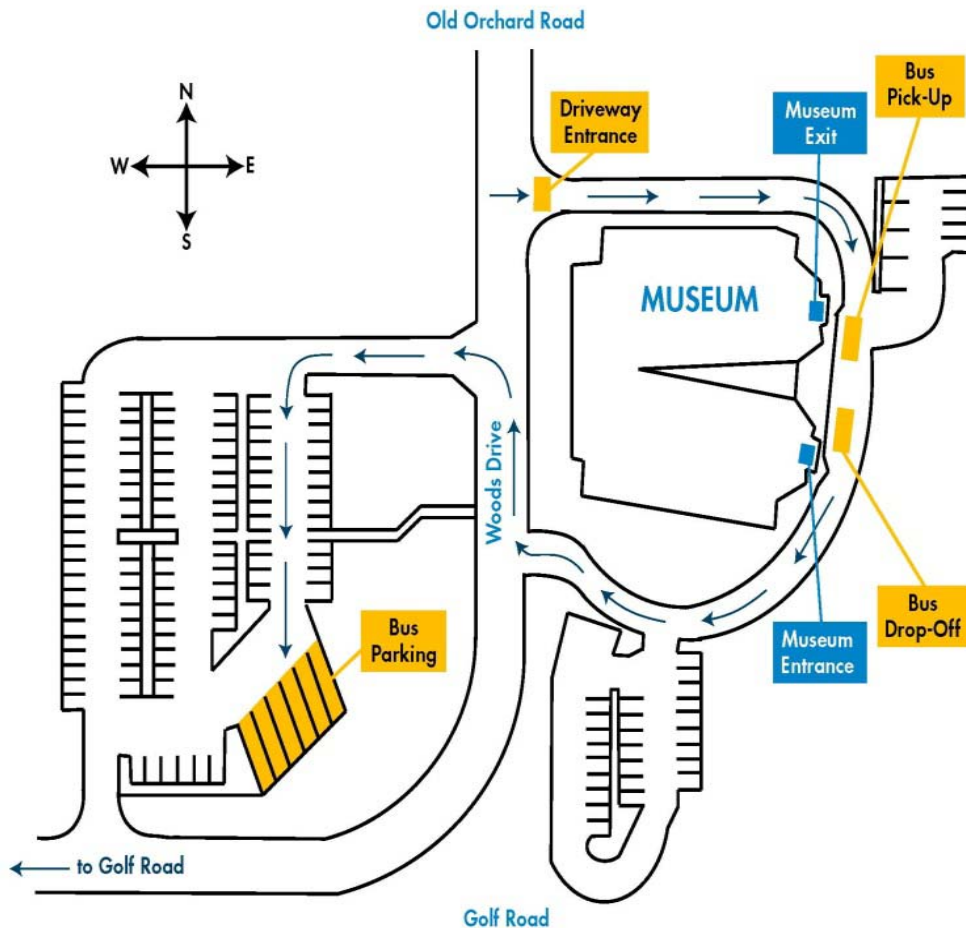 Old Orchard Road
N
W
E
S
Driveway
Entrance
Museum
Exit
Bus
Pick-Up
MUSEUM
Woods Drive
Bus
Parking
Museum
Entrance
Bus
Drop-Off
to Golf Road
Golf Road